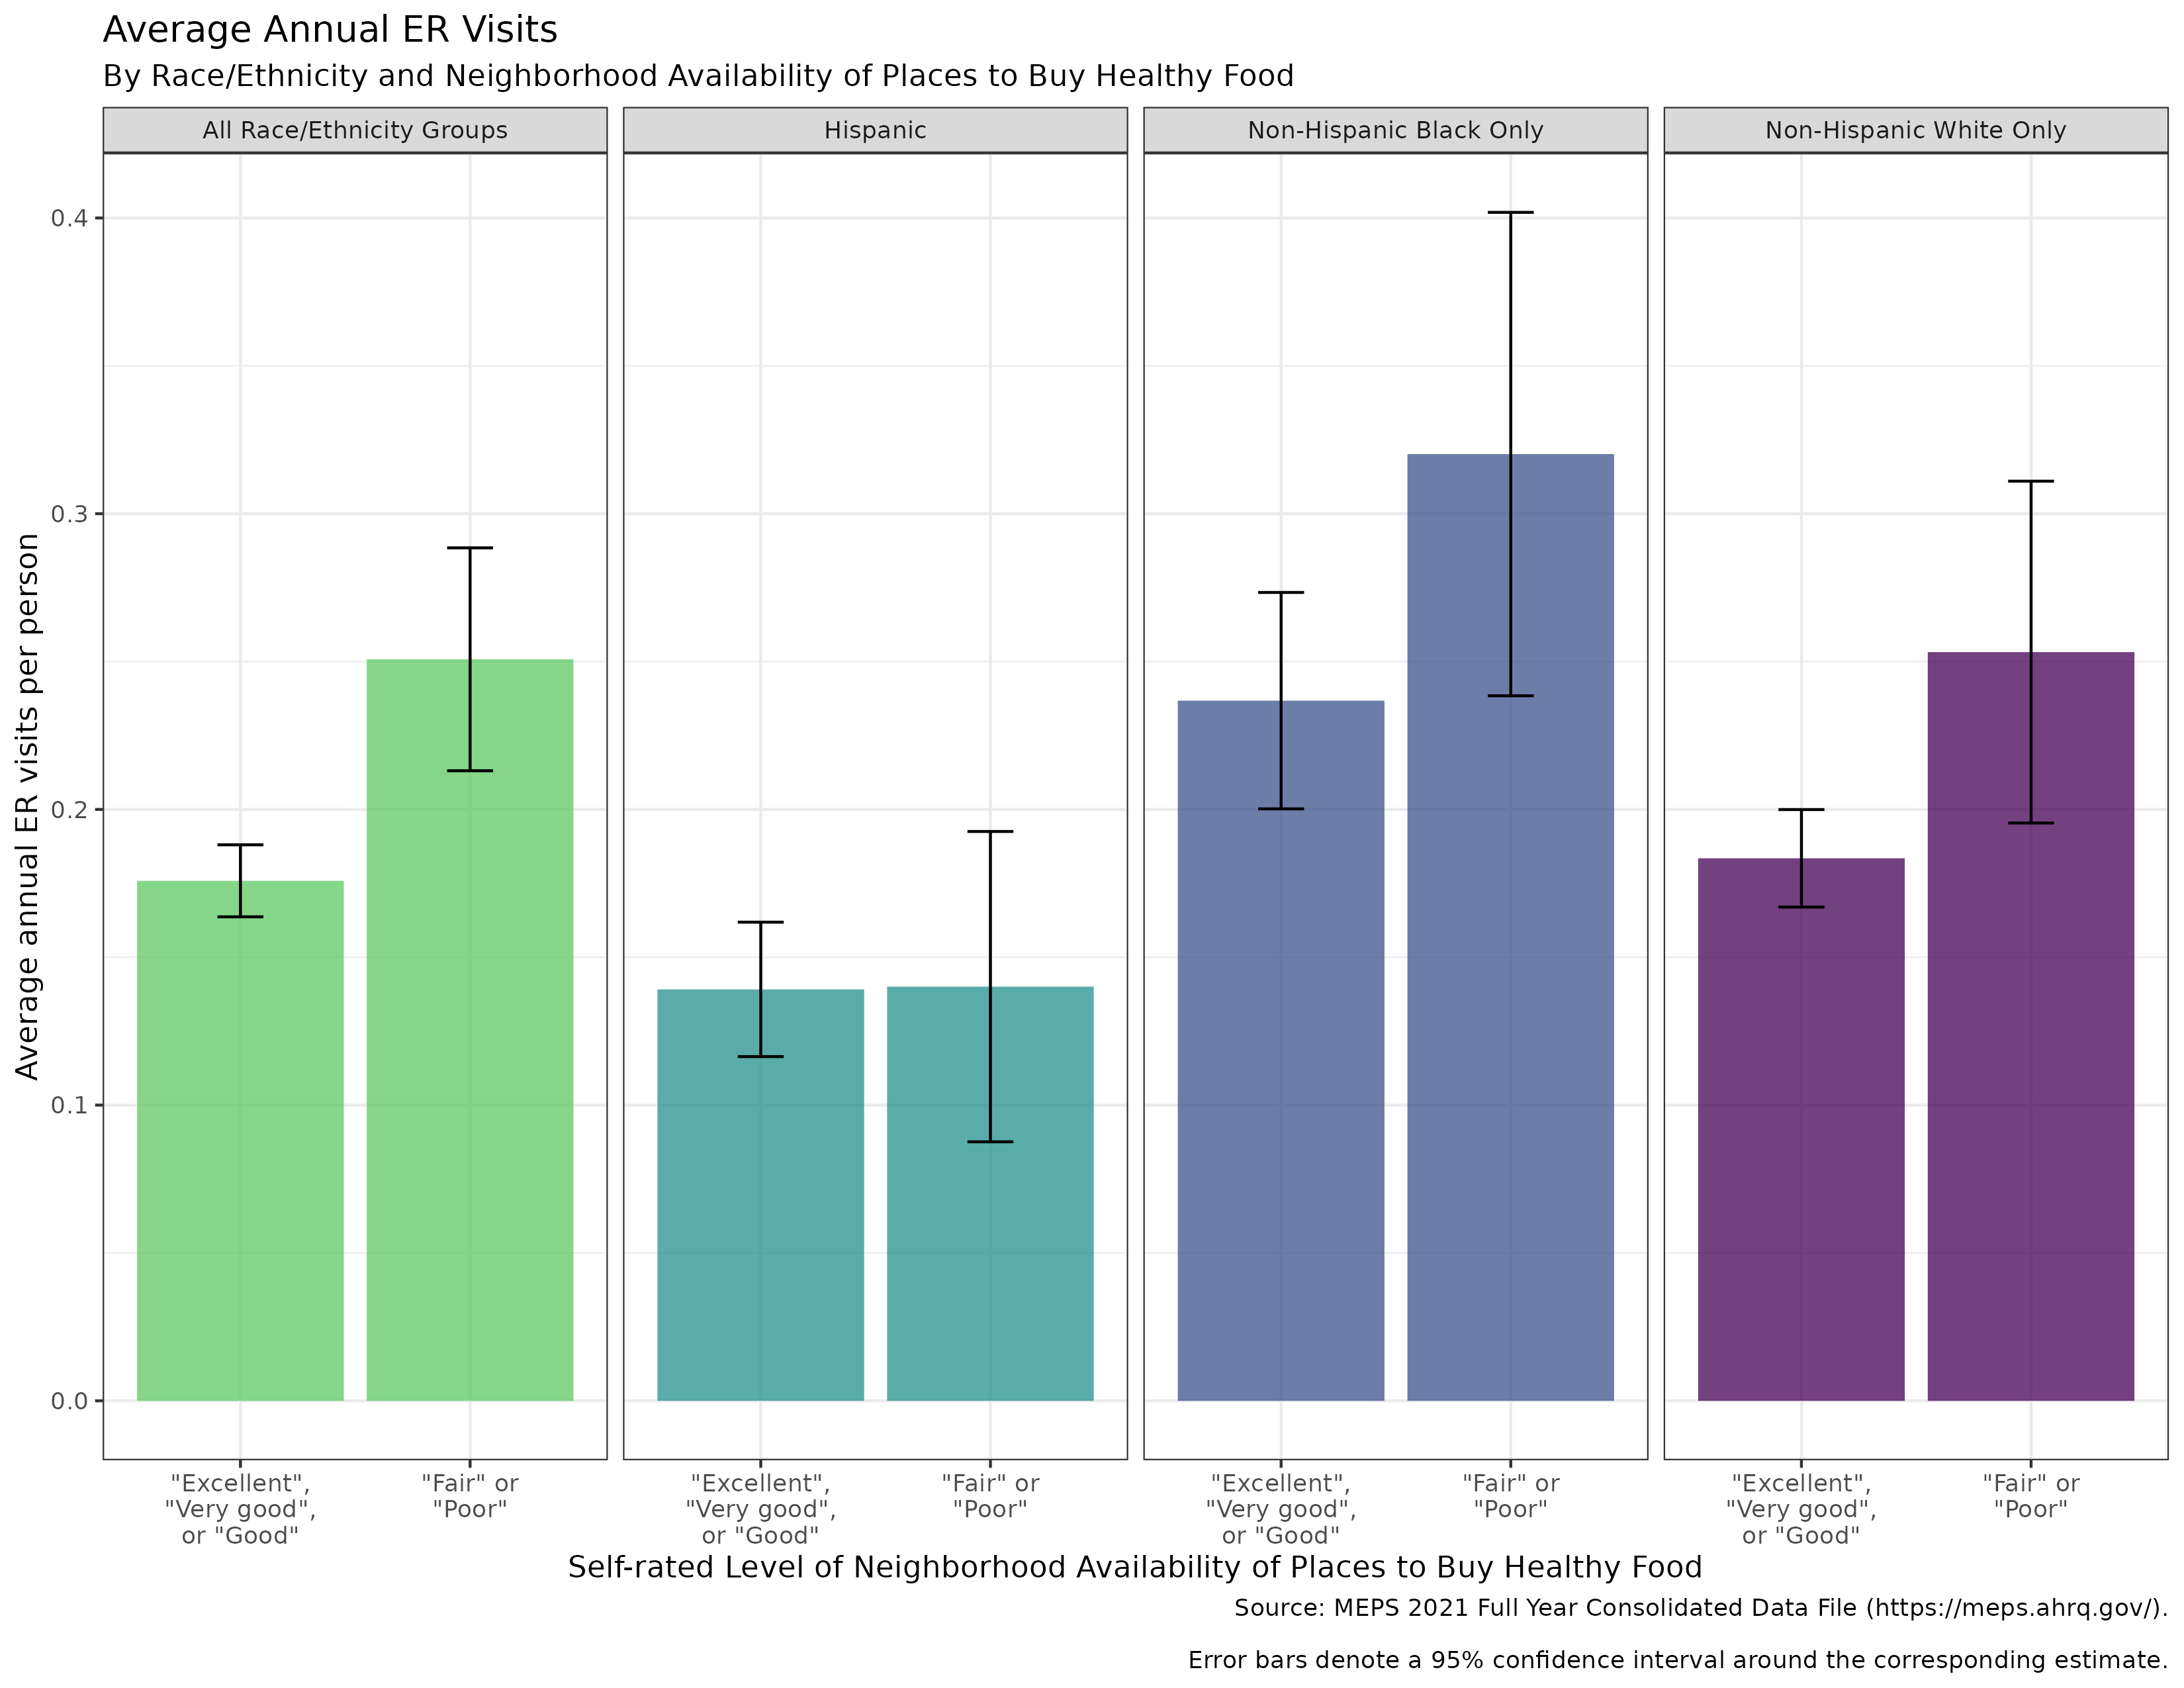 Average Annual ER Visits
By Race/Ethnicity and Neighborhood Availability of Places to Buy Healthy Food
All Race/Ethnicity Groups
Hispanic
Non-Hispanic Black Only
Non-Hispanic White Only
Average annual ER visits per person
0.4
0.3
0.2
0.1
0.0
"Excellent",
"Very good",
or "Good"
"Fair" or
"Poor"
"Excellent",
"Very good",
or "Good"
"Fair" or
"Poor"
"Excellent",
"Very good",
or "Good"
"Fair" or
"Poor"
"Excellent",
"Very good",
or "Good"
"Fair" or
"Poor"
Self-rated Level of Neighborhood Availability of Places to Buy Healthy Food
Source: MEPS 2021 Full Year Consolidated Data File (https://meps.ahrq.gov/).
Error bars denote a 95% confidence interval around the corresponding estimate.